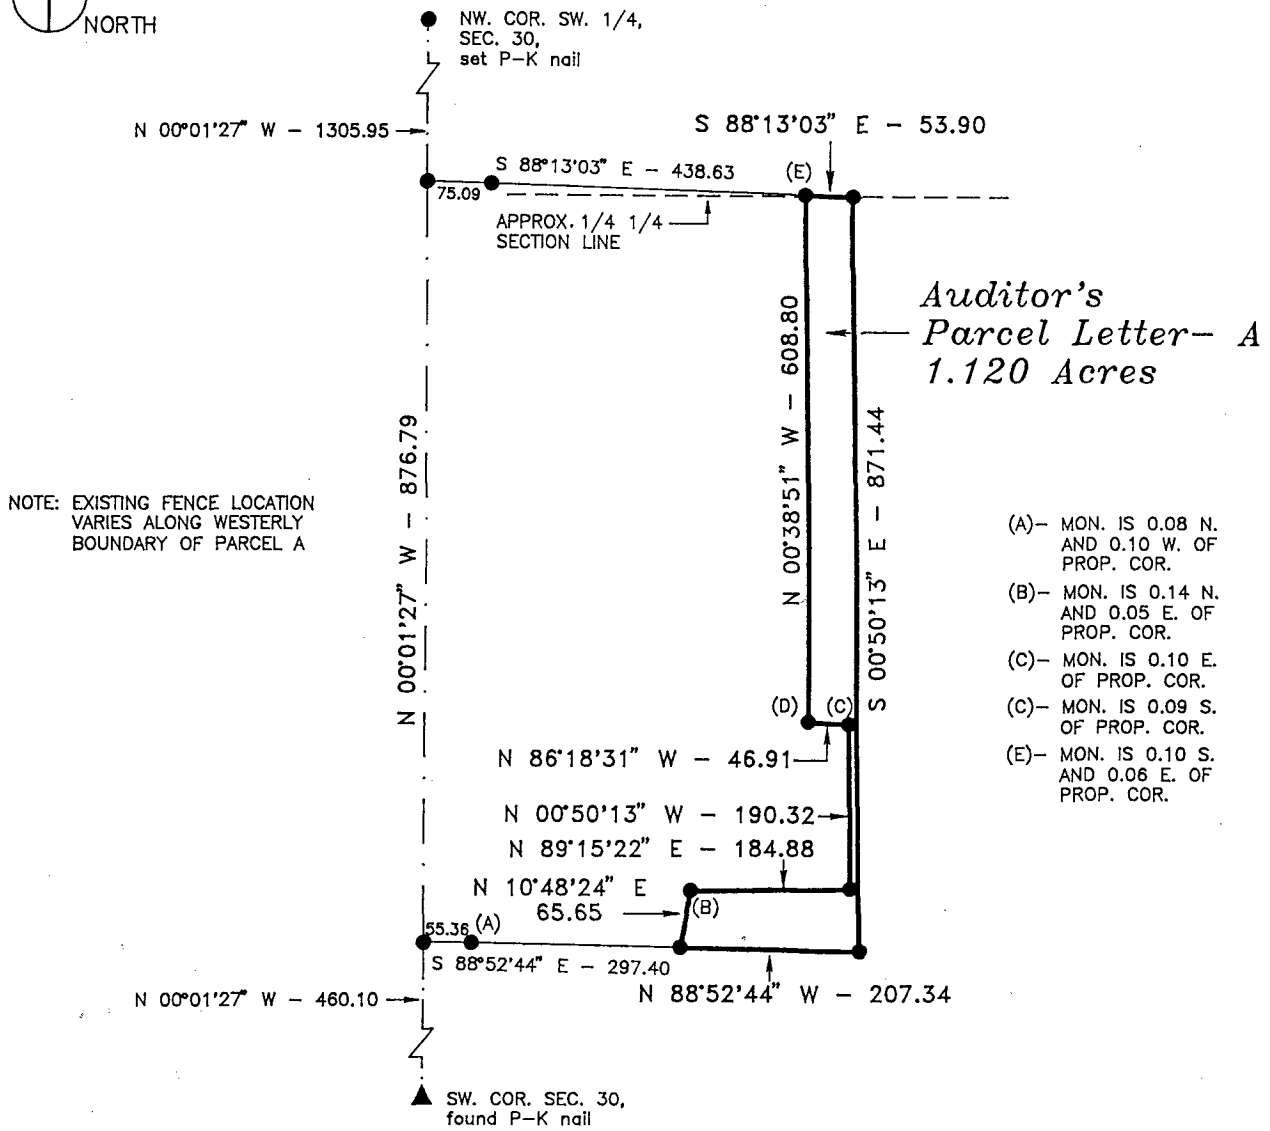 NORTH
NW. COR. SW. 1/4,
SEC. 30,
set P-K nail
N 00°01'27" W - 1305.95
S 88°13'03" E - 53.90
S 88°13'03" E - 438.63
(E)
75.09
APPROX. 1/4 1/4
SECTION LINE
Auditor's
Parcel Letter- A
1.120 Acres
N 00°38'51" W - 608.80
S 00°50'13" E - 871.44
N 00°01'27" W - 876.79
NOTE: EXISTING FENCE LOCATION
VARIES ALONG WESTERLY
BOUNDARY OF PARCEL A
(A)- MON. IS 0.08 N.
AND 0.10 W. OF
PROP. COR.
(B)- MON. IS 0.14 N.
AND 0.05 E. OF
PROP. COR.
(C)- MON. IS 0.10 E.
OF PROP. COR.
(C)- MON. IS 0.09 S.
OF PROP. COR.
(E)- MON. IS 0.10 S.
AND 0.06 E. OF
PROP. COR.
(D)
(C)
N 86°18'31" W - 46.91
N 00°50'13" W - 190.32
N 89°15'22" E - 184.88
N 10°48'24" E
65.65
(B)
55.36
(A)
S 88°52'44" E - 297.40
N 88°52'44" W - 207.34
N 00°01'27" W - 460.10
SW. COR. SEC. 30,
found P-K nail